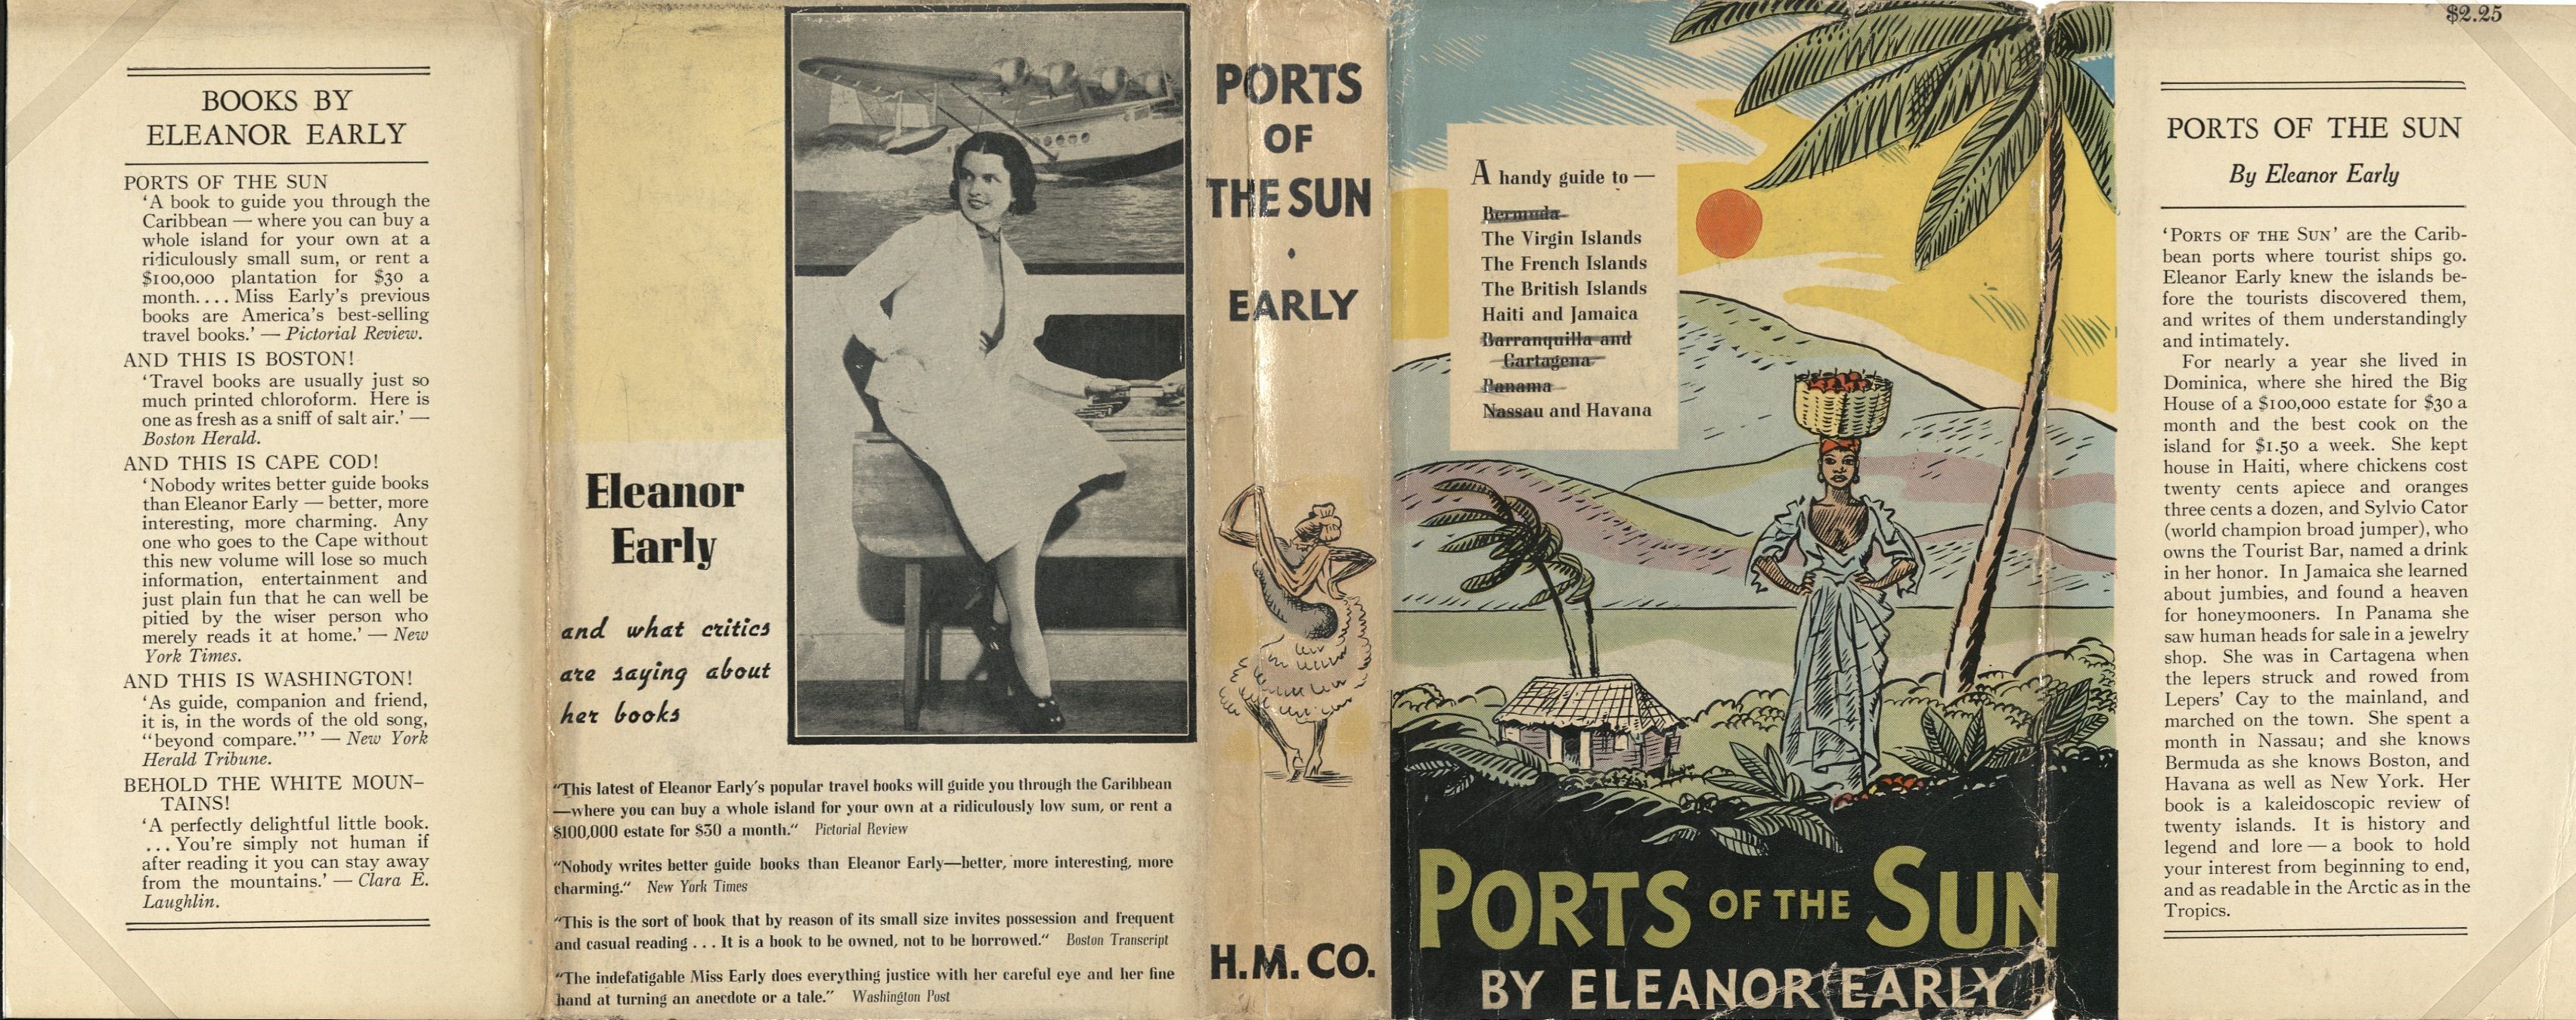 BOOKS BY
ELEANOR EARLY
PORTS OF THE SUN
'A book to guide you through the
Caribbean — where you can buy a
whole island for your own at a
ridiculously small sum, or rent a
$100,000 plantation for $30 a
month.... Miss Early's previous
books are America's best-selling
travel books.' — Pictorial Review.
AND THIS IS BOSTON!
'Travel books are usually just so
much printed chloroform. Here is
one as fresh as a sniff of salt air.' —
Boston Herald.
AND THIS IS CAPE COD!
'Nobody writes better guide books
than Eleanor Early — better, more
interesting, more charming. Any
one who goes to the Cape without
this new volume will lose so much
information, entertainment and
just plain fun that he can well be
pitied by the wiser person who
merely reads it at home.' — New
York Times.
AND THIS IS WASHINGTON!
'As guide, companion and friend,
it is, in the words of the old song,
"beyond compare."' — New York
Herald Tribune.
BEHOLD THE WHITE MOUN-
TAINS!
'A perfectly delightful little book.
... You're simply not human if
after reading it you can stay away
from the mountains.' — Clara E.
Laughlin.
Eleanor
Early
and what critics
are saying about
her books
"This latest of Eleanor Early's popular travel books will guide you through the Caribbean
—where you can buy a whole island for your own at a ridiculously low sum, or rent a
$100,000 estate for $30 a month." Pictorial Review
"Nobody writes better guide books than Eleanor Early—better, more interesting, more
charming." New York Times
"This is the sort of book that by reason of its small size invites possession and frequent
and casual reading . . . It is a book to be owned, not to be borrowed." Boston Transcript
"The indefatigable Miss Early does everything justice with her careful eye and her fine
hand at turning an anecdote or a tale." Washington Post
PORTS
OF
THE SUN
EARLY
H.M. CO.
A handy guide to —
Bermuda
The Virgin Islands
The French Islands
The British Islands
Haiti and Jamaica
Barranquilla and
Cartagena
Panama
Nassau and Havana
PORTS OF THE SUN
BY ELEANOR EARLY
$2.25
PORTS OF THE SUN
By Eleanor Early
'PORTS OF THE SUN' are the Carib-
bean ports where tourist ships go.
Eleanor Early knew the islands be-
fore the tourists discovered them,
and writes of them understandingly
and intimately.
For nearly a year she lived in
Dominica, where she hired the Big
House of a $100,000 estate for $30 a
month and the best cook on the
island for $1.50 a week. She kept
house in Haiti, where chickens cost
twenty cents apiece and oranges
three cents a dozen, and Sylvio Cator
(world champion broad jumper), who
owns the Tourist Bar, named a drink
in her honor. In Jamaica she learned
about jumbies, and found a heaven
for honeymooners. In Panama she
saw human heads for sale in a jewelry
shop. She was in Cartagena when
the lepers struck and rowed from
Lepers' Cay to the mainland, and
marched on the town. She spent a
month in Nassau; and she knows
Bermuda as she knows Boston, and
Havana as well as New York. Her
book is a kaleidoscopic review of
twenty islands. It is history and
legend and lore — a book to hold
your interest from beginning to end,
and as readable in the Arctic as in the
Tropics.